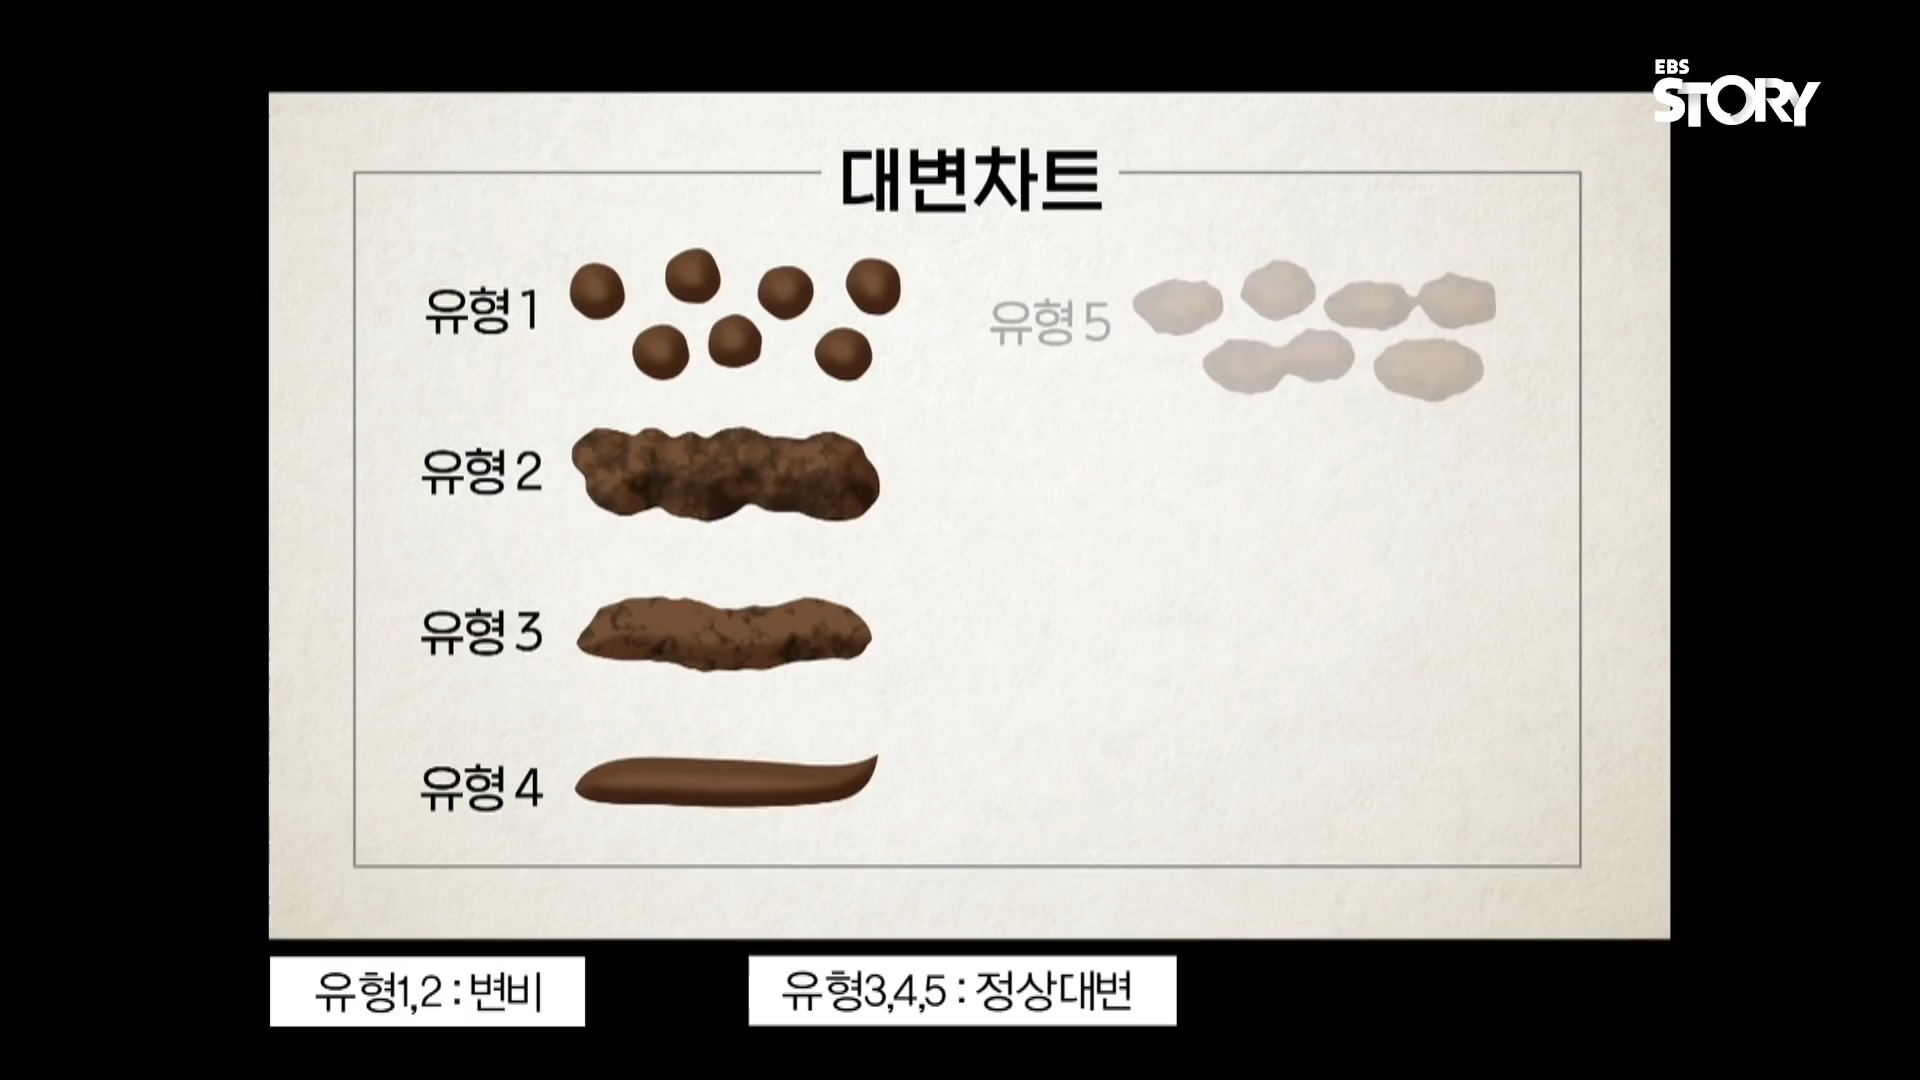 EBS
STORY
대변차트
유형 1
유형 2
유형 3
유형 4
유형 5
유형1,2 : 변비
유형3,4,5 : 정상대변